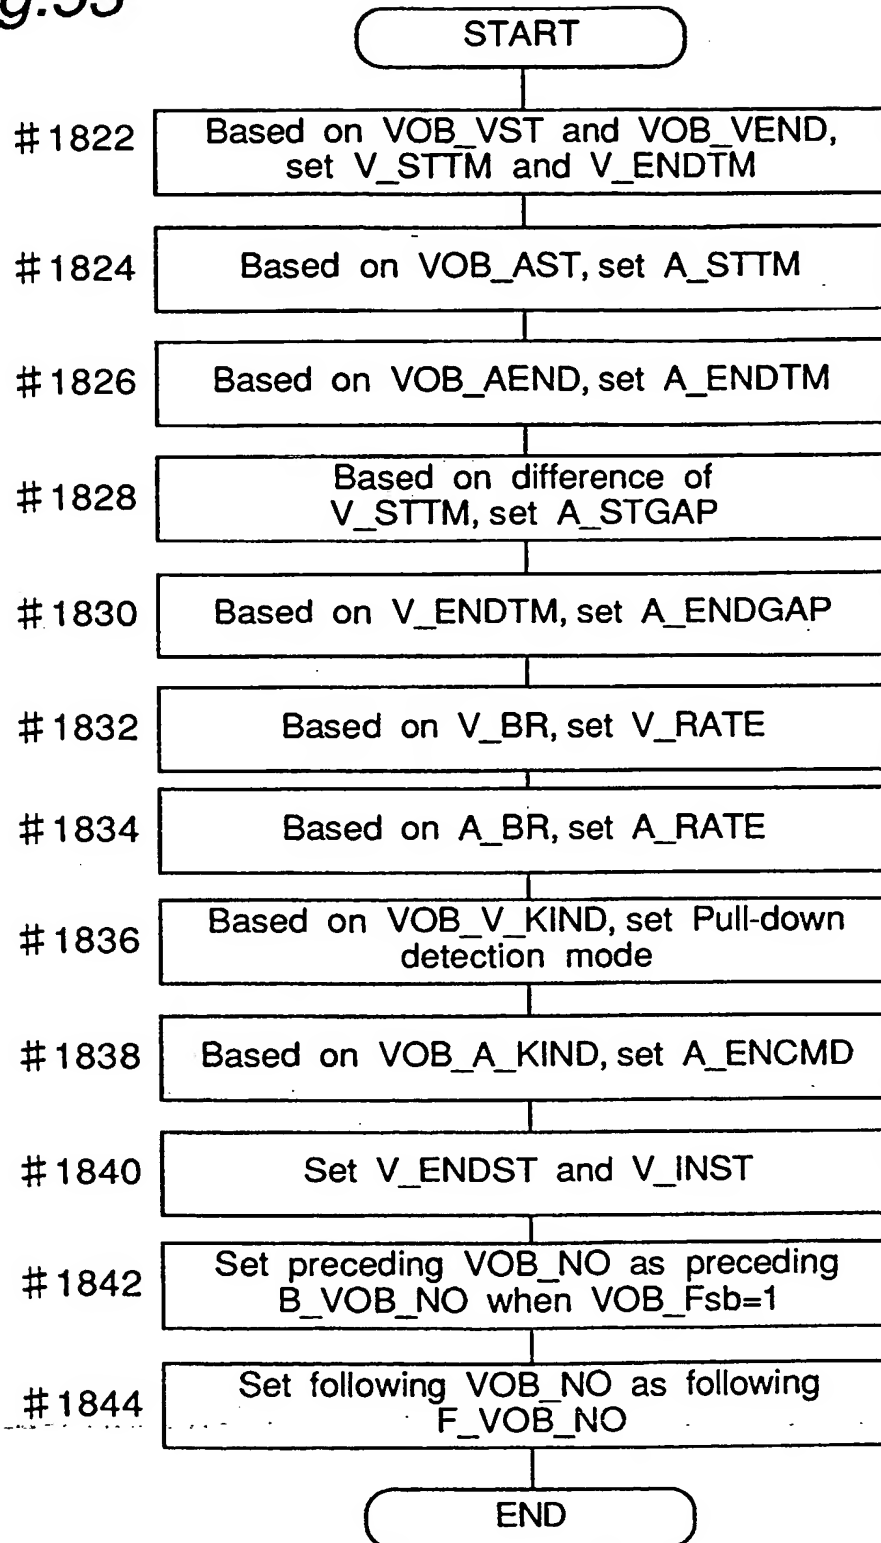 g.53
START
#1822
Based on VOB_VST and VOB_VEND,
set V_STTM and V_ENDTM
#1824
Based on VOB_AST, set A_STTM
#1826
Based on VOB_AEND, set A_ENDTM
#1828
Based on difference of
V_STTM, set A_STGAP
#1830
Based on V_ENDTM, set A_ENDGAP
#1832
Based on V_BR, set V_RATE
#1834
Based on A_BR, set A_RATE
#1836
Based on VOB_V_KIND, set Pull-down
detection mode
#1838
Based on VOB_A_KIND, set A_ENCMD
#1840
Set V_ENDST and V_INST
#1842
Set preceding VOB_NO as preceding
B_VOB_NO when VOB_Fsb=1
#1844
Set following VOB_NO as following
F_VOB_NO
END